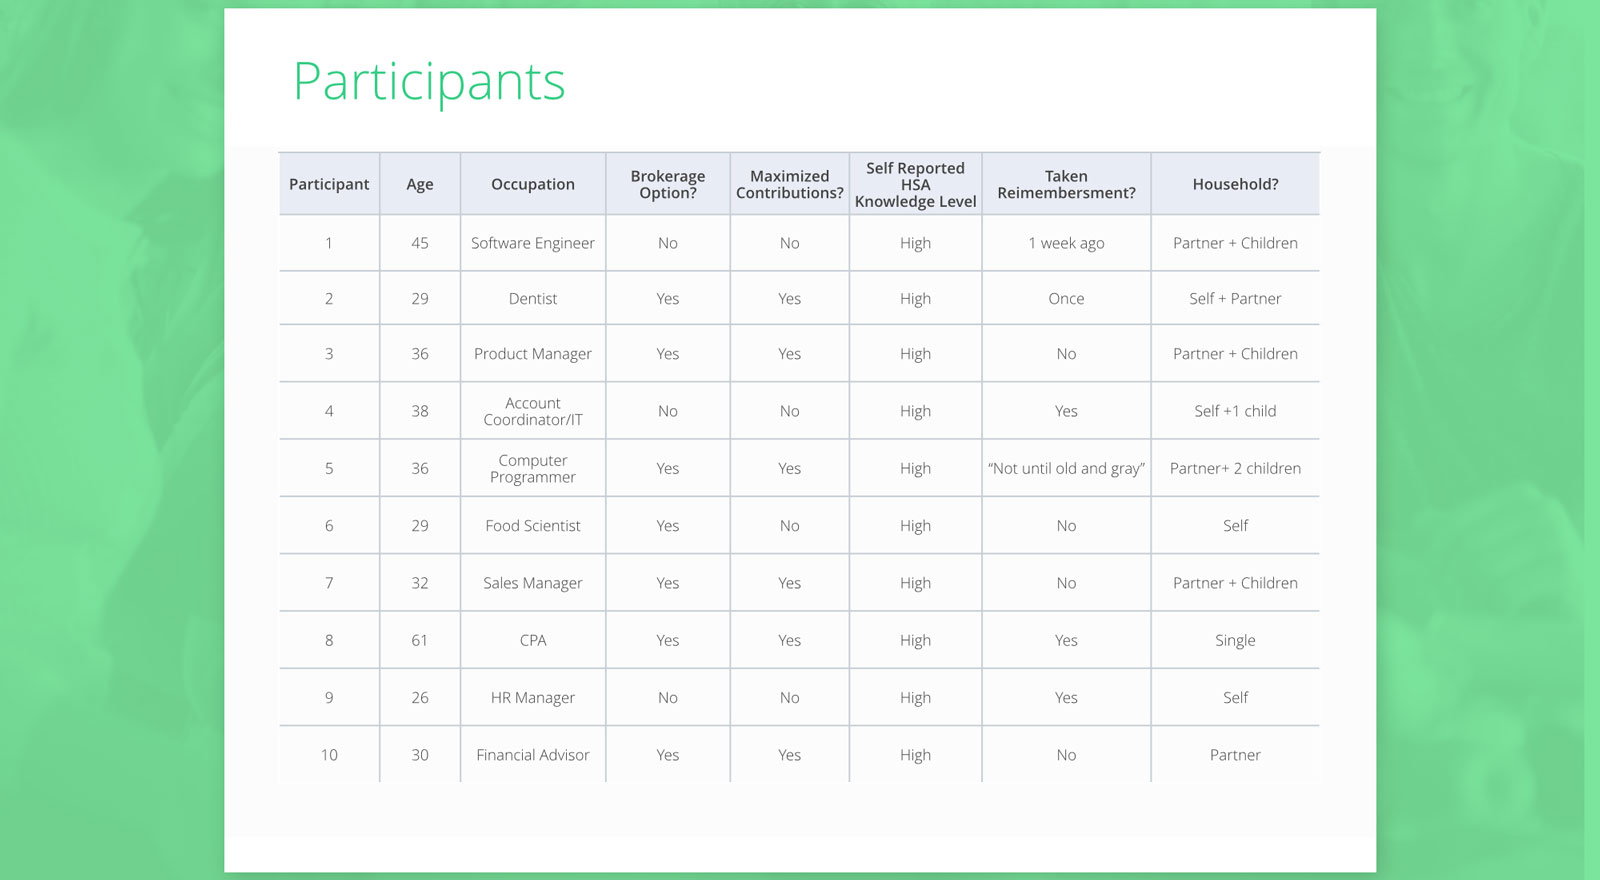 Participants
Participant Age Occupation Brokerage Option? Maximized Contributions? Self Reported HSA Knowledge Level Taken Reimembersment? Household?
1 45 Software Engineer No No High 1 week ago Partner + Children
2 29 Dentist Yes Yes High Once Self + Partner
3 36 Product Manager Yes Yes High No Partner + Children
4 38 Account Coordinator/IT No No High Yes Self +1 child
5 36 Computer Programmer Yes Yes High “Not until old and gray” Partner+ 2 children
6 29 Food Scientist Yes No High No Self
7 32 Sales Manager Yes Yes High No Partner + Children
8 61 CPA Yes Yes High Yes Single
9 26 HR Manager No No High Yes Self
10 30 Financial Advisor Yes Yes High No Partner